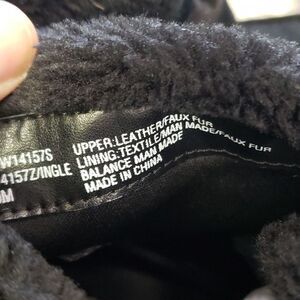 W14157S
4157Z/INGLE
M
UPPER:LEATHER/FAUX FUR
LINING:TEXTILE/MAN MADE/FAUX FUR
BALANCE MAN MADE
MADE IN CHINA